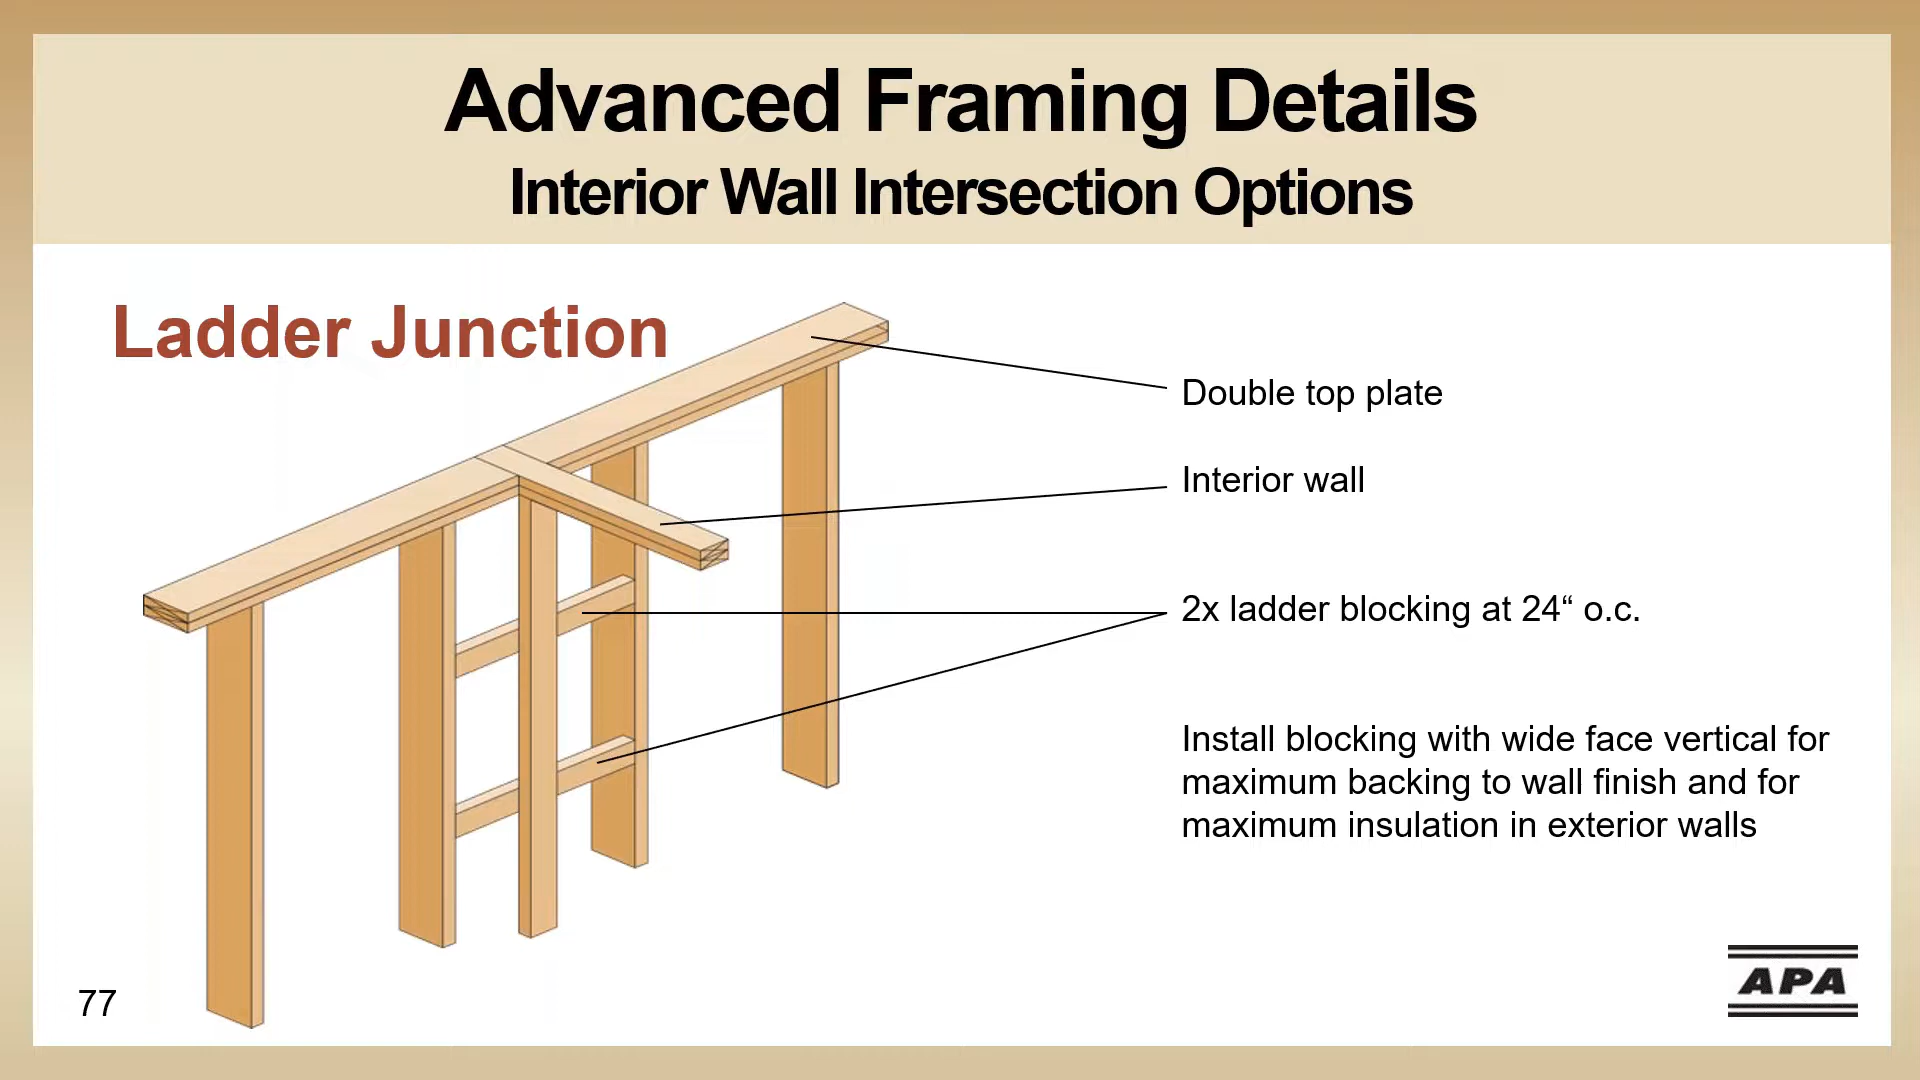 Advanced Framing Details
Interior Wall Intersection Options
Ladder Junction
Double top plate
Interior wall
2x ladder blocking at 24“ o.c.
Install blocking with wide face vertical for
maximum backing to wall finish and for
maximum insulation in exterior walls
77
APA